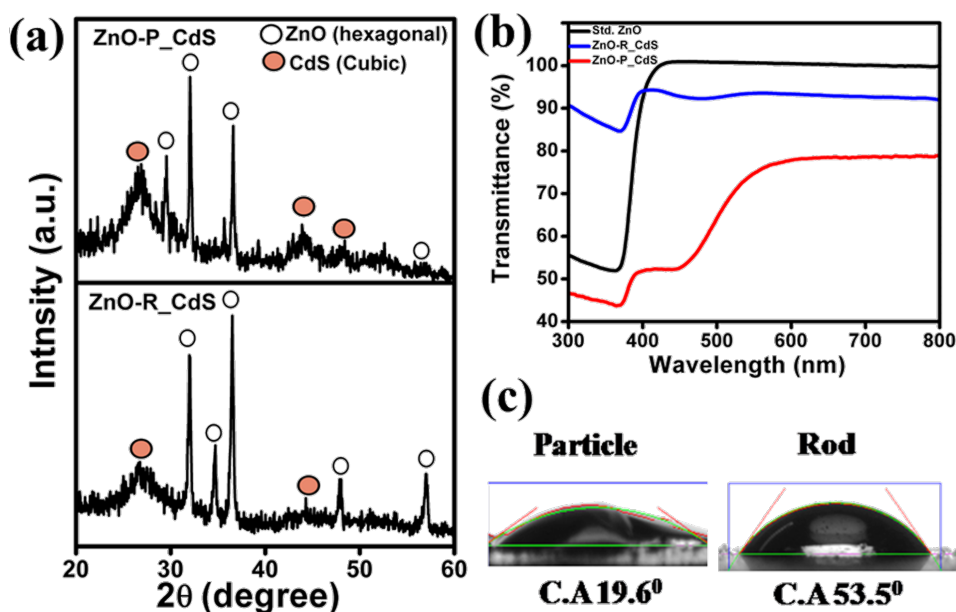 (a)
ZnO-P_CdS
ZnO (hexagonal)
CdS (Cubic)
ZnO-R_CdS
Intnsity (a.u.)
20 30 40 50 60
2θ (degree)
(b)
Std. ZnO
ZnO-R_CdS
ZnO-P_CdS
Transmittance (%)
100
90
80
70
60
50
40
300 400 500 600 700 800
Wavelength (nm)
(c)
Particle Rod
C.A 19.6⁰ C.A 53.5⁰